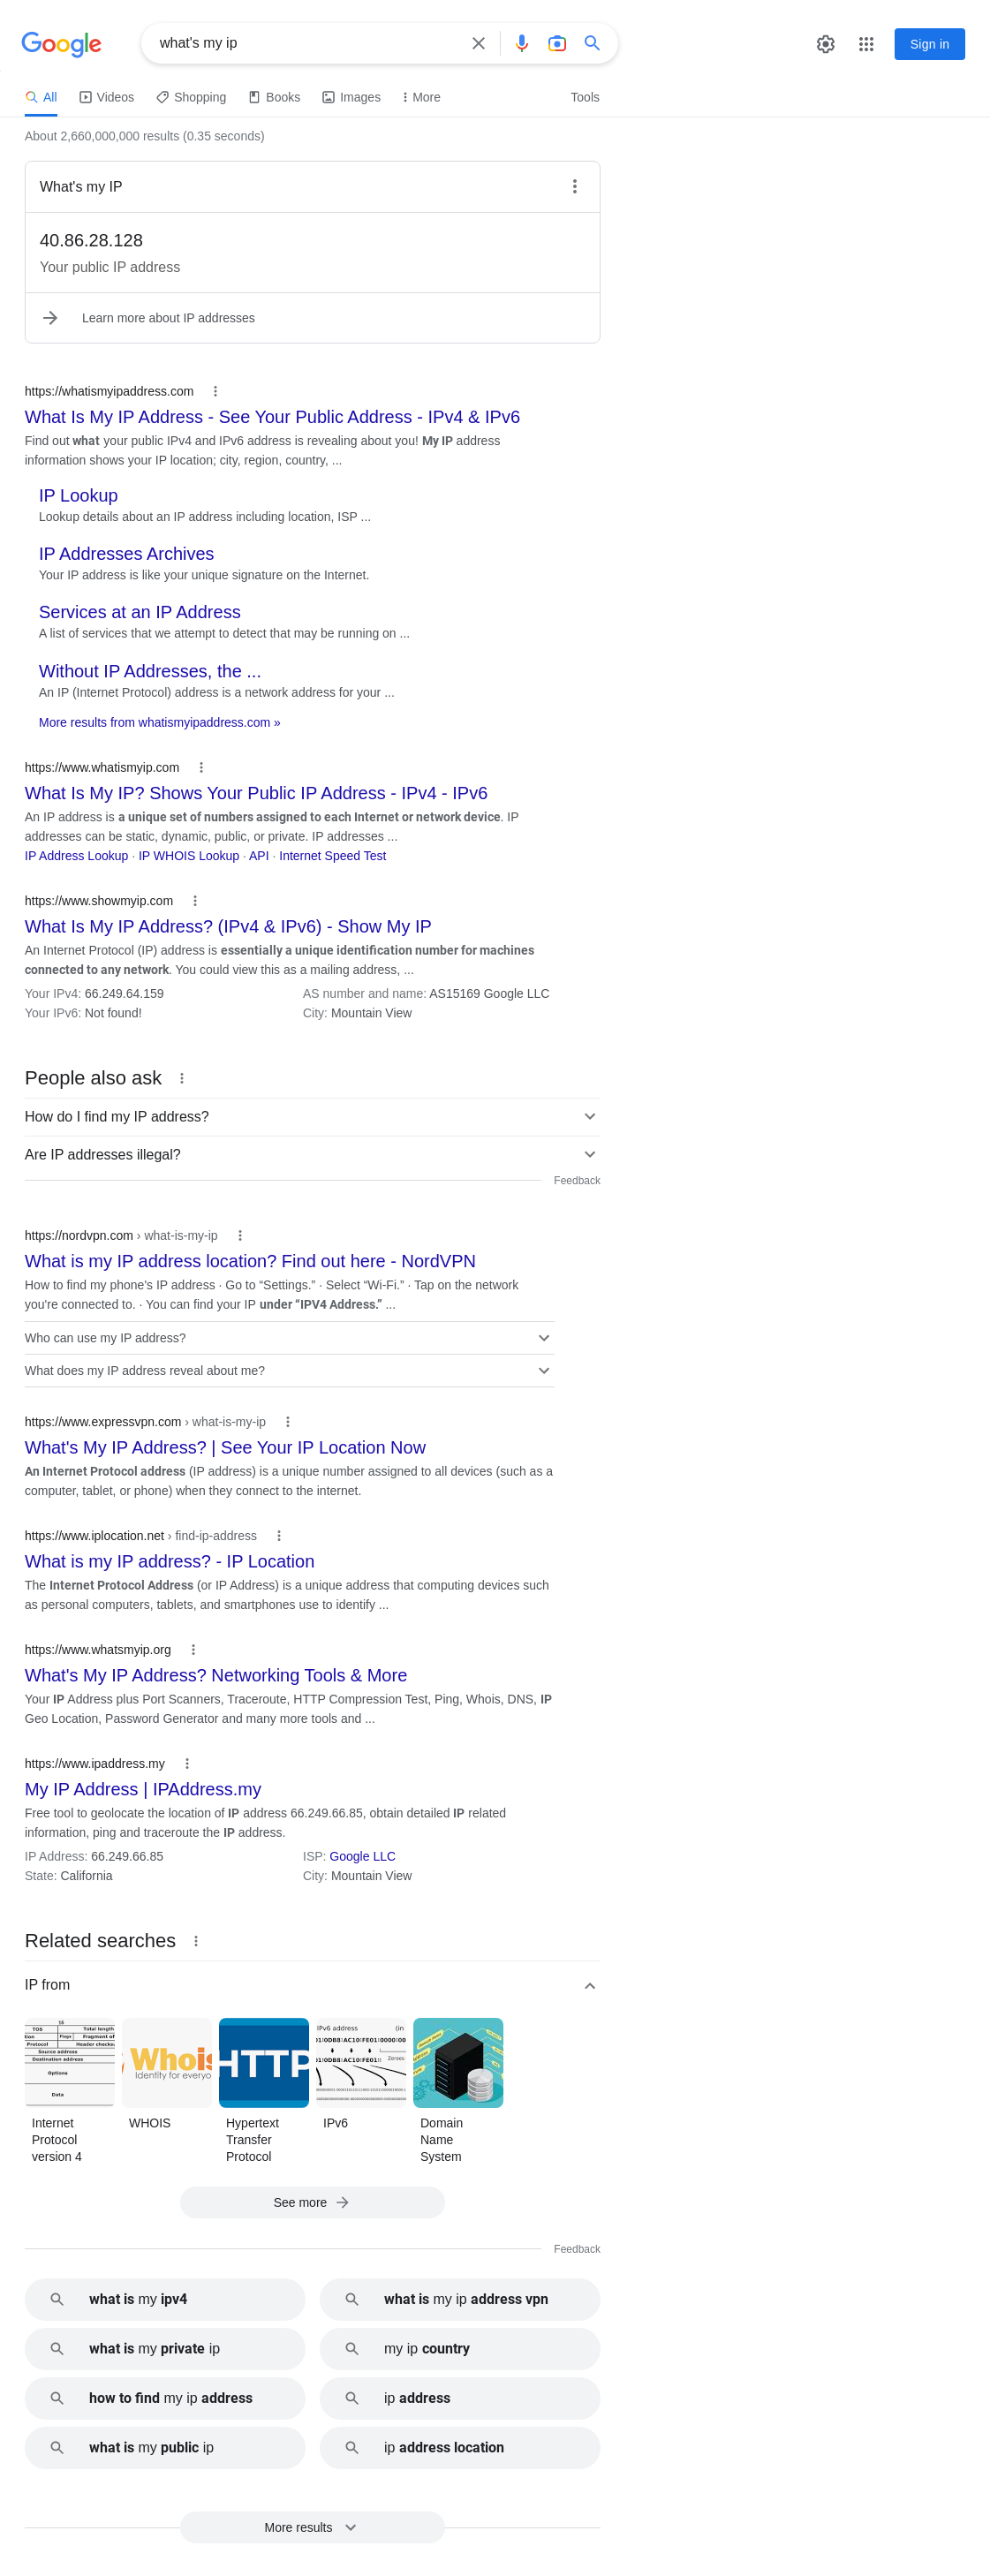 Google
what's my ip
Sign in
All
Videos
Shopping
Books
Images
More
Tools
About 2,660,000,000 results (0.35 seconds)
What's my IP
40.86.28.128
Your public IP address
Learn more about IP addresses
https://whatismyipaddress.com
What Is My IP Address - See Your Public Address - IPv4 & IPv6
Find out what your public IPv4 and IPv6 address is revealing about you! My IP address
information shows your IP location; city, region, country, ...
IP Lookup
Lookup details about an IP address including location, ISP ...
IP Addresses Archives
Your IP address is like your unique signature on the Internet.
Services at an IP Address
A list of services that we attempt to detect that may be running on ...
Without IP Addresses, the ...
An IP (Internet Protocol) address is a network address for your ...
More results from whatismyipaddress.com »
https://www.whatismyip.com
What Is My IP? Shows Your Public IP Address - IPv4 - IPv6
An IP address is a unique set of numbers assigned to each Internet or network device. IP
addresses can be static, dynamic, public, or private. IP addresses ...
IP Address Lookup · IP WHOIS Lookup · API · Internet Speed Test
https://www.showmyip.com
What Is My IP Address? (IPv4 & IPv6) - Show My IP
An Internet Protocol (IP) address is essentially a unique identification number for machines
connected to any network. You could view this as a mailing address, ...
Your IPv4: 66.249.64.159
AS number and name: AS15169 Google LLC
Your IPv6: Not found!
City: Mountain View
People also ask
How do I find my IP address?
Are IP addresses illegal?
Feedback
https://nordvpn.com › what-is-my-ip
What is my IP address location? Find out here - NordVPN
How to find my phone's IP address · Go to “Settings.” · Select “Wi-Fi.” · Tap on the network
you're connected to. · You can find your IP under “IPV4 Address.” ...
Who can use my IP address?
What does my IP address reveal about me?
https://www.expressvpn.com › what-is-my-ip
What's My IP Address? | See Your IP Location Now
An Internet Protocol address (IP address) is a unique number assigned to all devices (such as a
computer, tablet, or phone) when they connect to the internet.
https://www.iplocation.net › find-ip-address
What is my IP address? - IP Location
The Internet Protocol Address (or IP Address) is a unique address that computing devices such
as personal computers, tablets, and smartphones use to identify ...
https://www.whatsmyip.org
What's My IP Address? Networking Tools & More
Your IP Address plus Port Scanners, Traceroute, HTTP Compression Test, Ping, Whois, DNS, IP
Geo Location, Password Generator and many more tools and ...
https://www.ipaddress.my
My IP Address | IPAddress.my
Free tool to geolocate the location of IP address 66.249.66.85, obtain detailed IP related
information, ping and traceroute the IP address.
IP Address: 66.249.66.85
ISP: Google LLC
State: California
City: Mountain View
Related searches
IP from
16
TOS
Total length
Flags
Fragment of
Protocol
Header checks
Source address
Destination address
Options
Data
Whois
Identity for everyo
HTTP
IPv6 address
(in
Zeroes
Internet
Protocol
version 4
WHOIS
Hypertext
Transfer
Protocol
IPv6
Domain
Name
System
See more
Feedback
what is my ipv4
what is my ip address vpn
what is my private ip
my ip country
how to find my ip address
ip address
what is my public ip
ip address location
More results